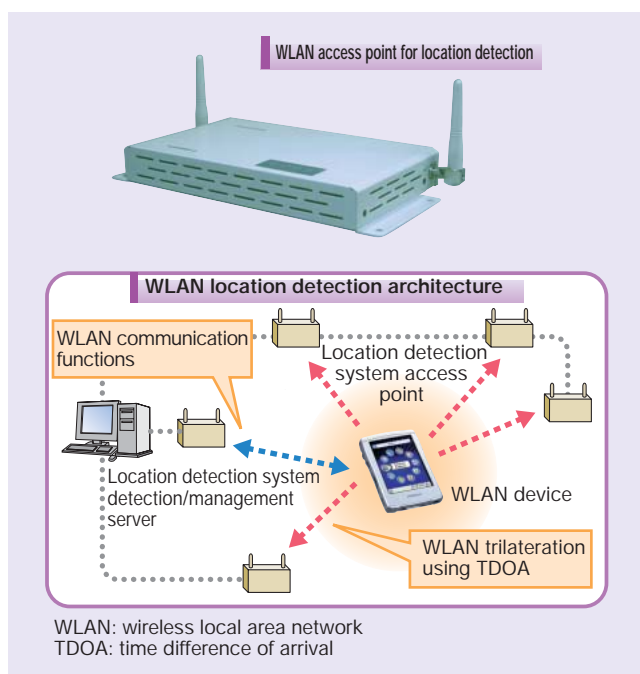 WLAN access point for location detection
WLAN location detection architecture
WLAN communication
functions
Location detection
system access
point
Location detection system
detection/management
server
WLAN device
WLAN trilateration
using TDOA
WLAN: wireless local area network
TDOA: time difference of arrival